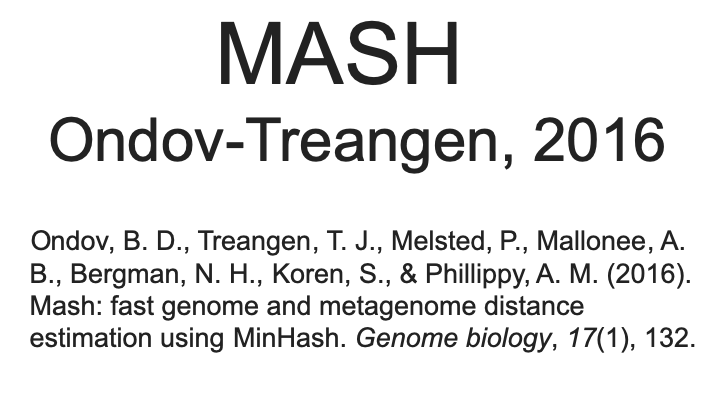 MASH
Ondov-Treangen, 2016
Ondov, B. D., Treangen, T. J., Melsted, P., Mallonee, A.
B., Bergman, N. H., Koren, S., & Phillippy, A. M. (2016).
Mash: fast genome and metagenome distance
estimation using MinHash. Genome biology, 17(1), 132.